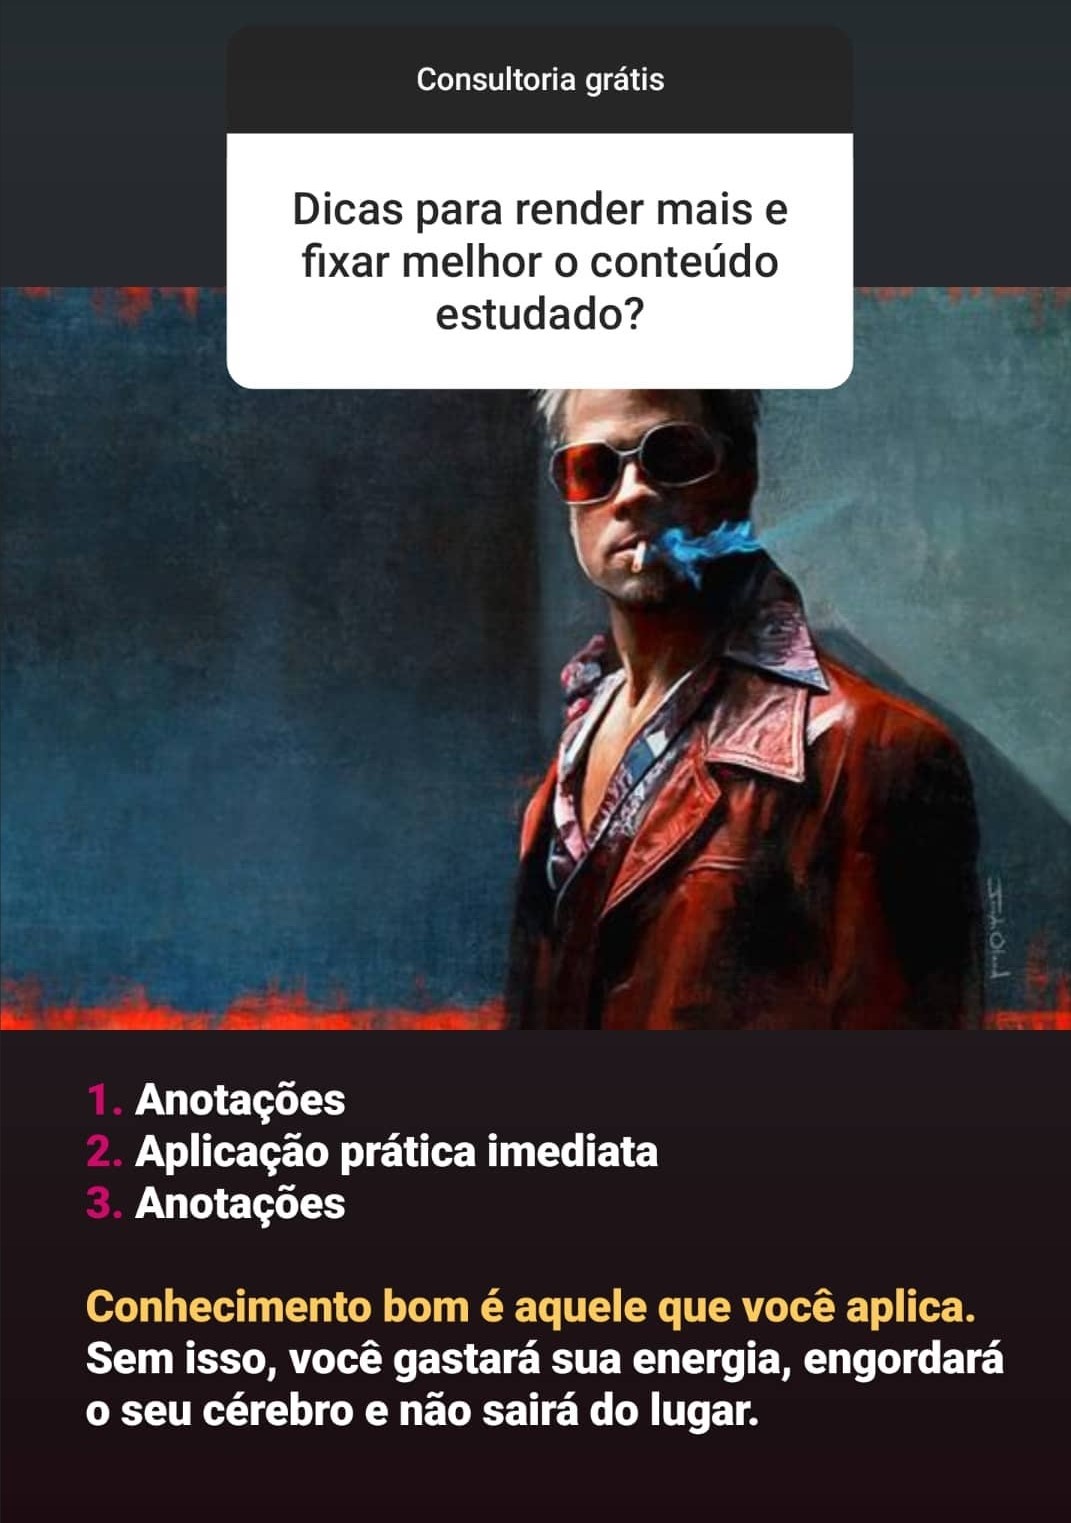 Consultoria grátis
Dicas para render mais e
fixar melhor o conteúdo
estudado?
1. Anotações
2. Aplicação prática imediata
3. Anotações
Conhecimento bom é aquele que você aplica.
Sem isso, você gastará sua energia, engordará
o seu cérebro e não sairá do lugar.